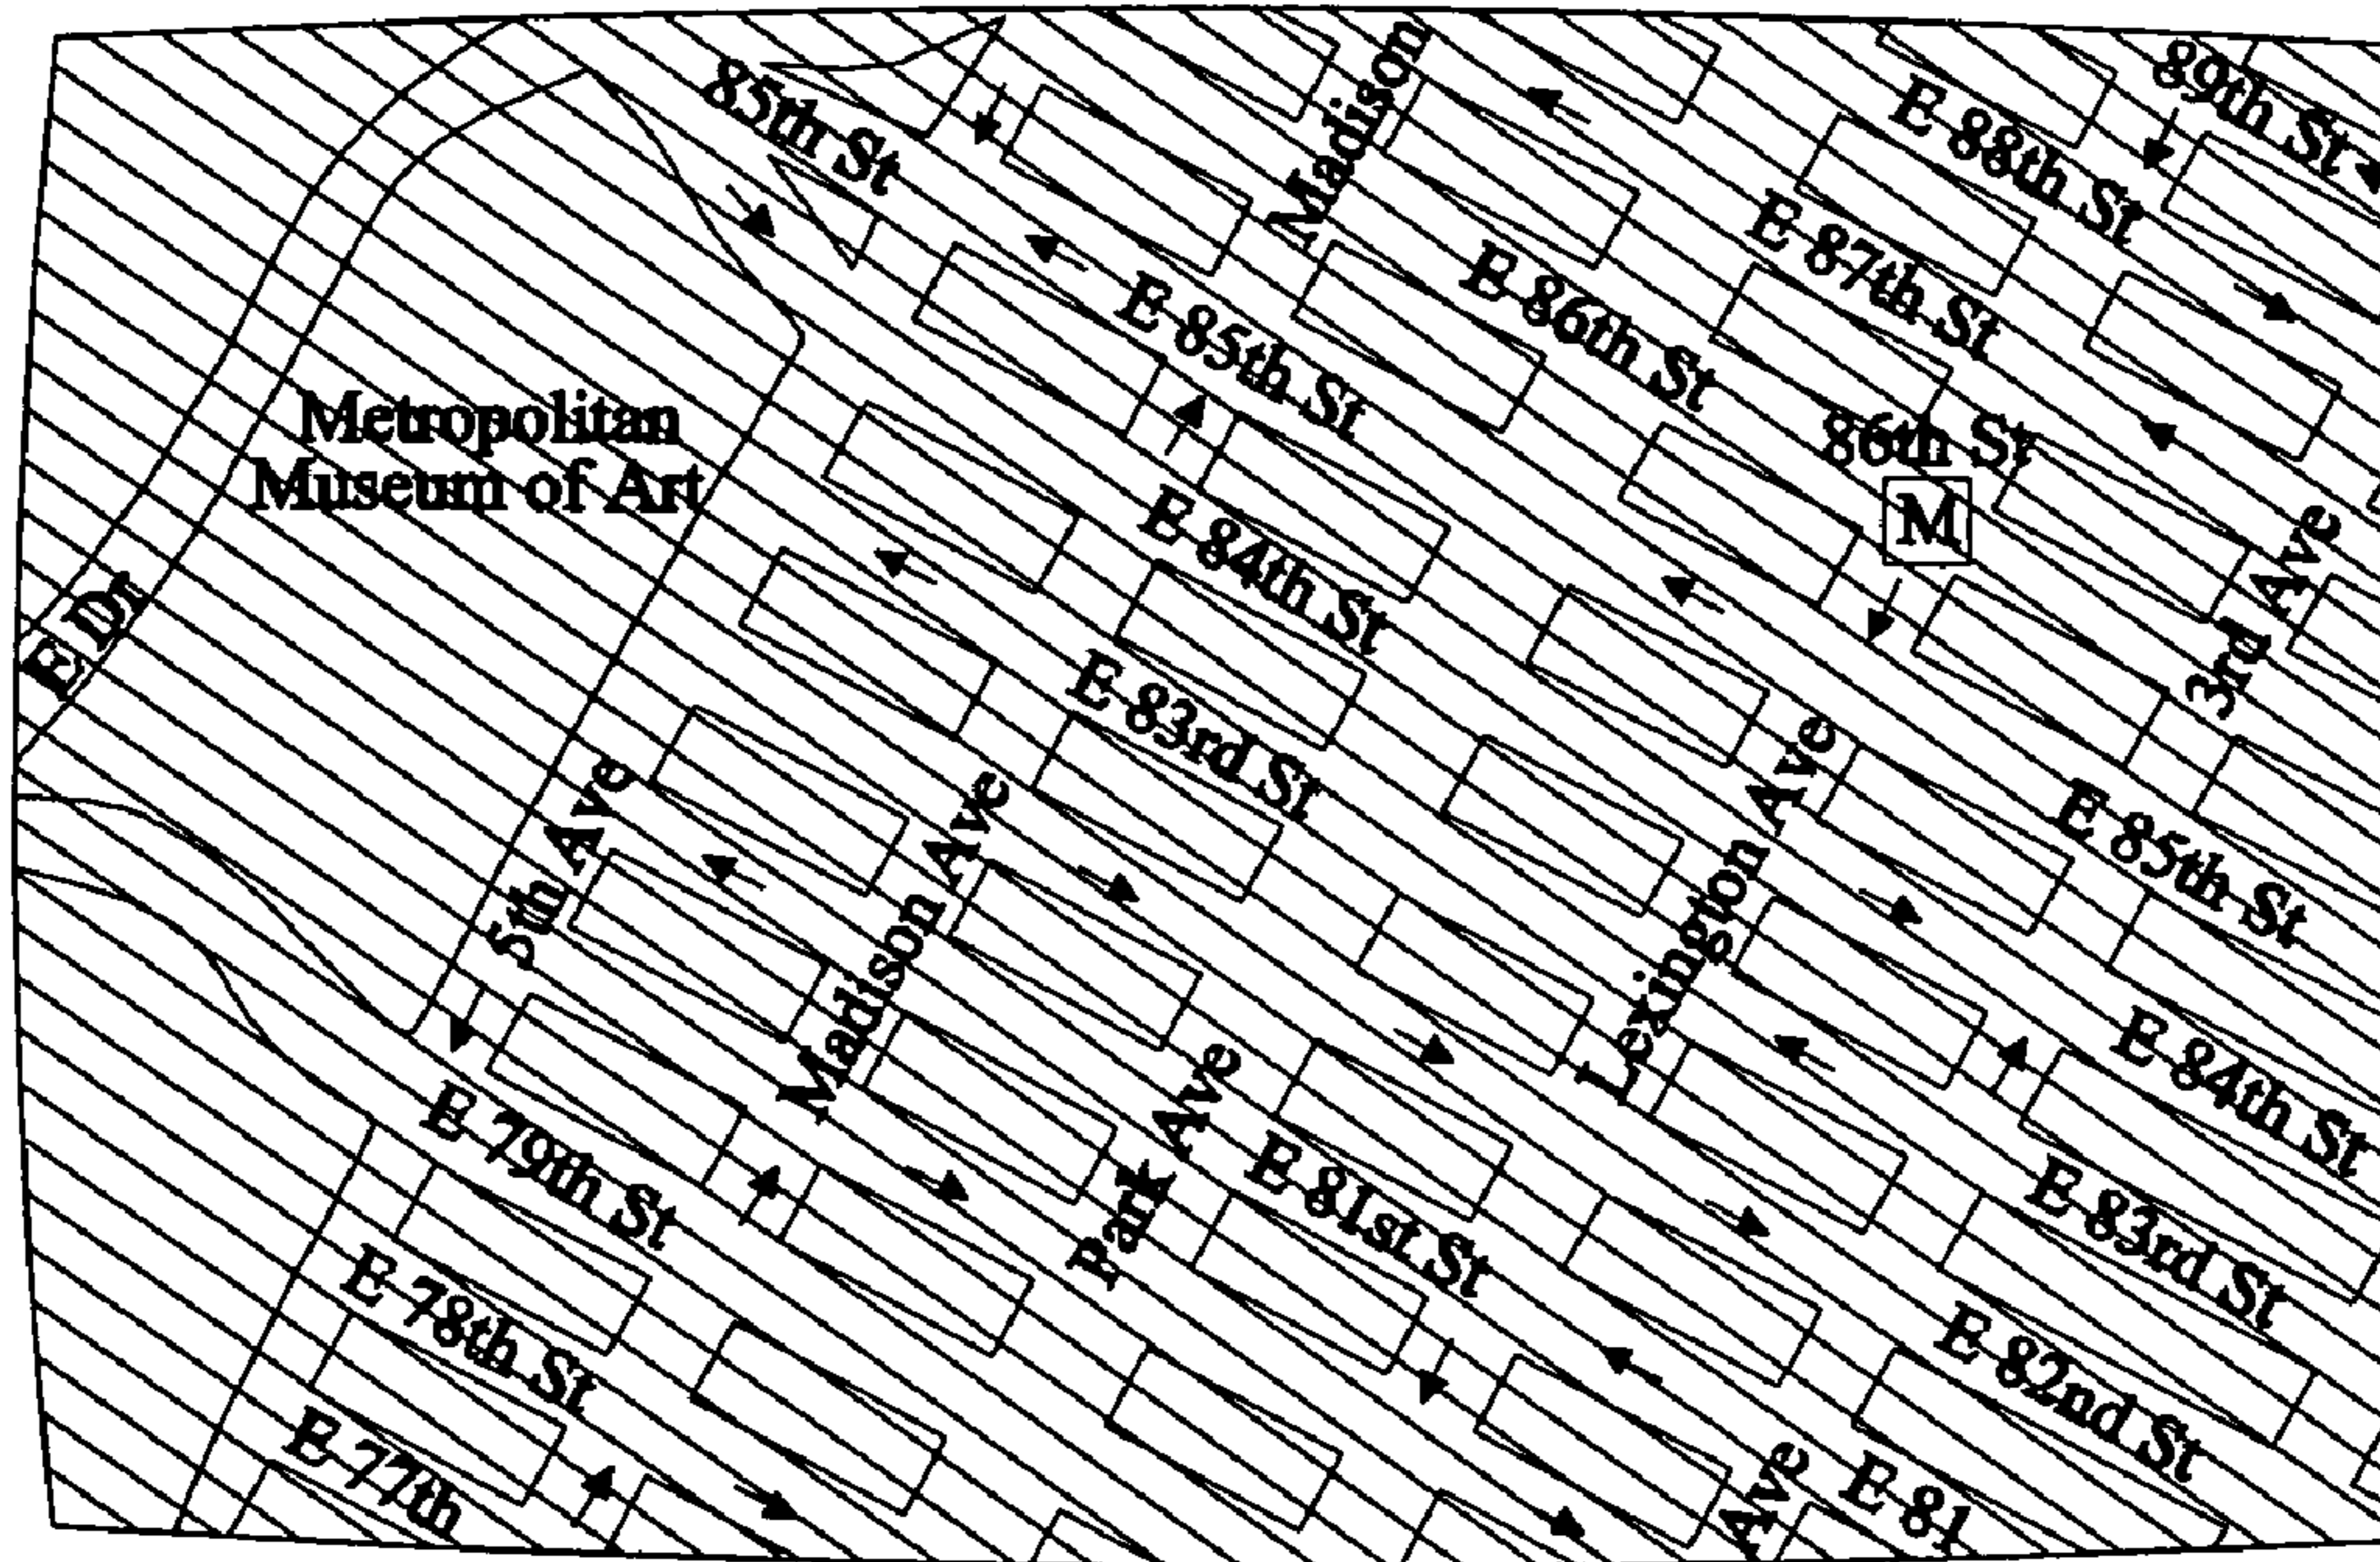 89th St
Madison
85th St
E 88th St
E 87th St
E 86th St
E 85th St
86th St
M
Metropolitan
Museum of Art
E 84th St
3rd Ave
E Dr
E 83rd St
5th Ave
Madison Ave
Lexington Ave
E 85th St
E 84th St
Park Ave
E 79th St
E 81st St
E 83rd St
E 78th St
E 82nd St
E 77th
Ave
E 81